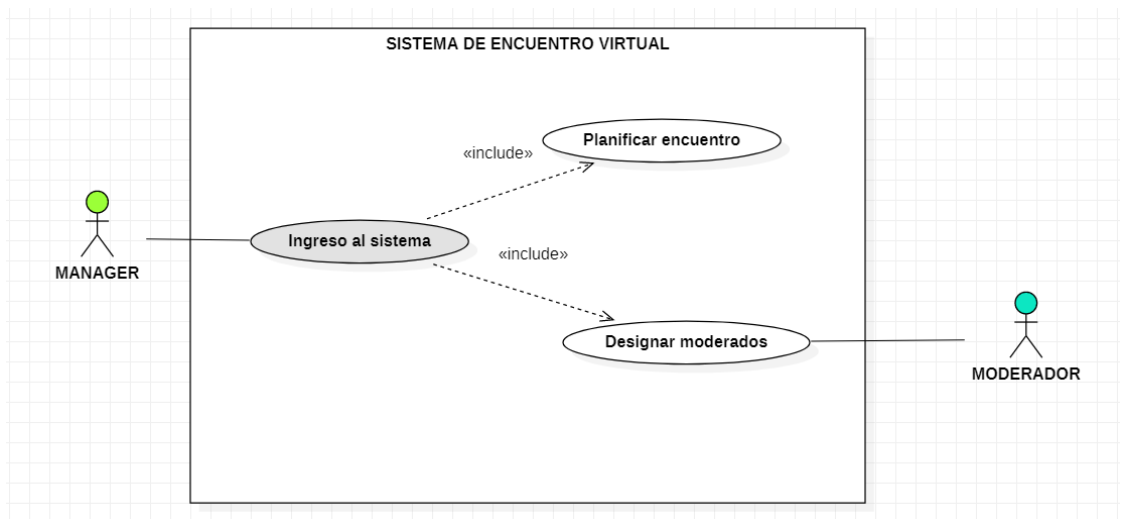 SISTEMA DE ENCUENTRO VIRTUAL
Planificar encuentro
«include»
Ingreso al sistema
«include»
MANAGER
Designar moderados
MODERADOR